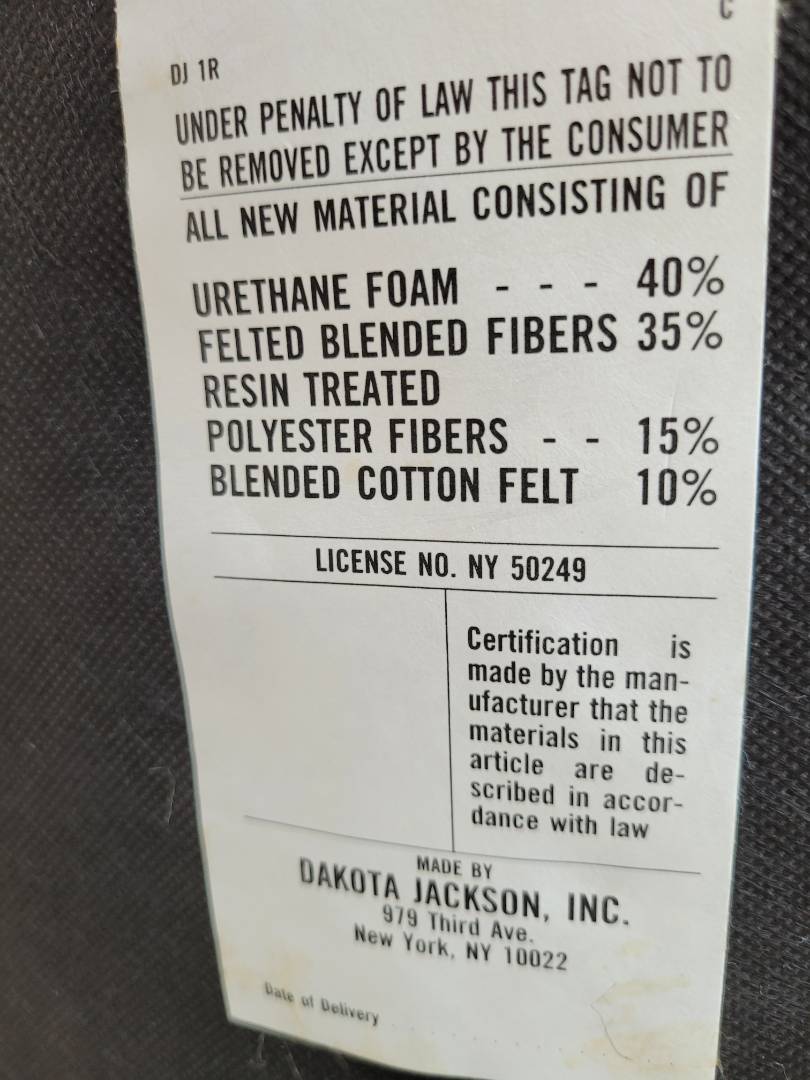 C
DJ 1R
UNDER PENALTY OF LAW THIS TAG NOT TO
BE REMOVED EXCEPT BY THE CONSUMER
ALL NEW MATERIAL CONSISTING OF
URETHANE FOAM - - - 40%
FELTED BLENDED FIBERS 35%
RESIN TREATED
POLYESTER FIBERS - - 15%
BLENDED COTTON FELT 10%
LICENSE NO. NY 50249
Certification is
made by the man-
ufacturer that the
materials in this
article are de-
scribed in accor-
dance with law
MADE BY
DAKOTA JACKSON, INC.
979 Third Ave.
New York, NY 10022
Date of Delivery